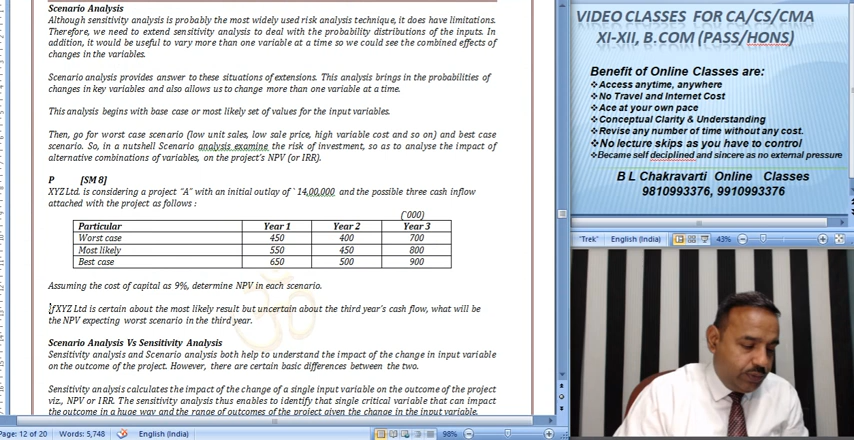 Scenario Analysis
Although sensitivity analysis is probably the most widely used risk analysis technique, it does have limitations.
Therefore, we need to extend sensitivity analysis to deal with the probability distributions of the inputs. In
addition, it would be useful to vary more than one variable at a time so we could see the combined effects of
changes in the variables.
Scenario analysis provides answer to these situations of extensions. This analysis brings in the probabilities of
changes in key variables and also allows us to change more than one variable at a time.
This analysis begins with base case or most likely set of values for the input variables.
Then, go for worst case scenario (low unit sales, low sale price, high variable cost and so on) and best case
scenario. So, in a nutshell Scenario analysis examine the risk of investment, so as to analyse the impact of
alternative combinations of variables, on the project's NPV (or IRR).
P [SM 8]
XYZ Ltd. is considering a project "A" with an initial outlay of ` 14,00,000 and the possible three cash inflow
attached with the project as follows :
(`000)
Particular Year 1 Year 2 Year 3
Worst case 450 400 700
Most likely 550 450 800
Best case 650 500 900
Assuming the cost of capital as 9%, determine NPV in each scenario.
IfXYZ Ltd is certain about the most likely result but uncertain about the third year's cash flow, what will be
the NPV expecting worst scenario in the third year.
Scenario Analysis Vs Sensitivity Analysis
Sensitivity analysis and Scenario analysis both help to understand the impact of the change in input variable
on the outcome of the project. However, there are certain basic differences between the two.
Sensitivity analysis calculates the impact of the change of a single input variable on the outcome of the project
viz., NPV or IRR. The sensitivity analysis thus enables to identify that single critical variable that can impact
the outcome in a huge way and the range of outcomes of the project given the change in the input variable.
Page: 12 of 20 Words: 5,748 English (India) 98%
VIDEO CLASSES FOR CA/CS/CMA
XI-XII, B.COM (PASS/HONS)
Benefit of Online Classes are:
❖Access anytime, anywhere
❖No Travel and Internet Cost
❖Ace at your own pace
❖Conceptual Clarity & Understanding
❖Revise any number of time without any cost.
❖No lecture skips as you have to control
❖Became self deciplined and sincere as no external pressure
B L Chakravarti Online Classes
9810993376, 9910993376
"Trek" English (India) 43%